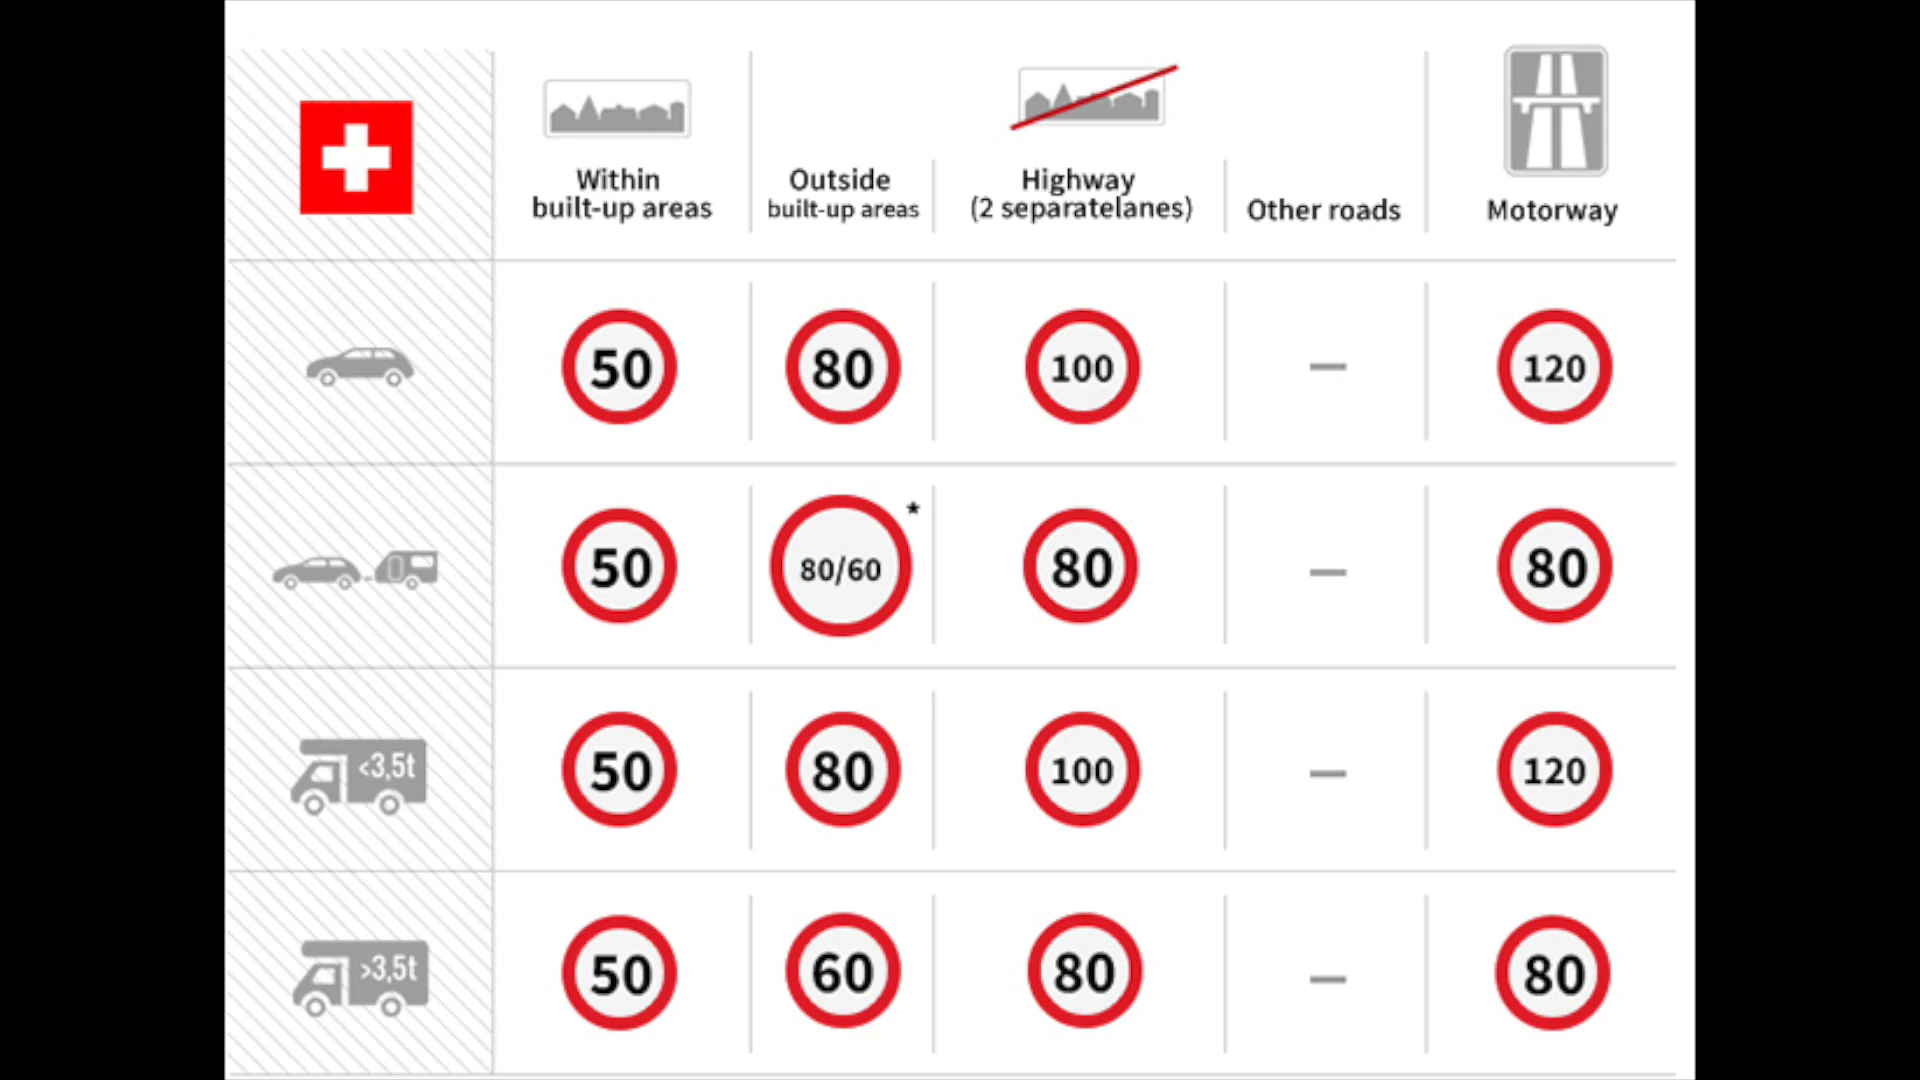 Within
built-up areas
Outside
built-up areas
Highway
(2 separatelanes)
Other roads
Motorway
50
80
100
–
120
50
80/60
*
80
–
80
<3,5t
50
80
100
–
120
>3,5t
50
60
80
–
80